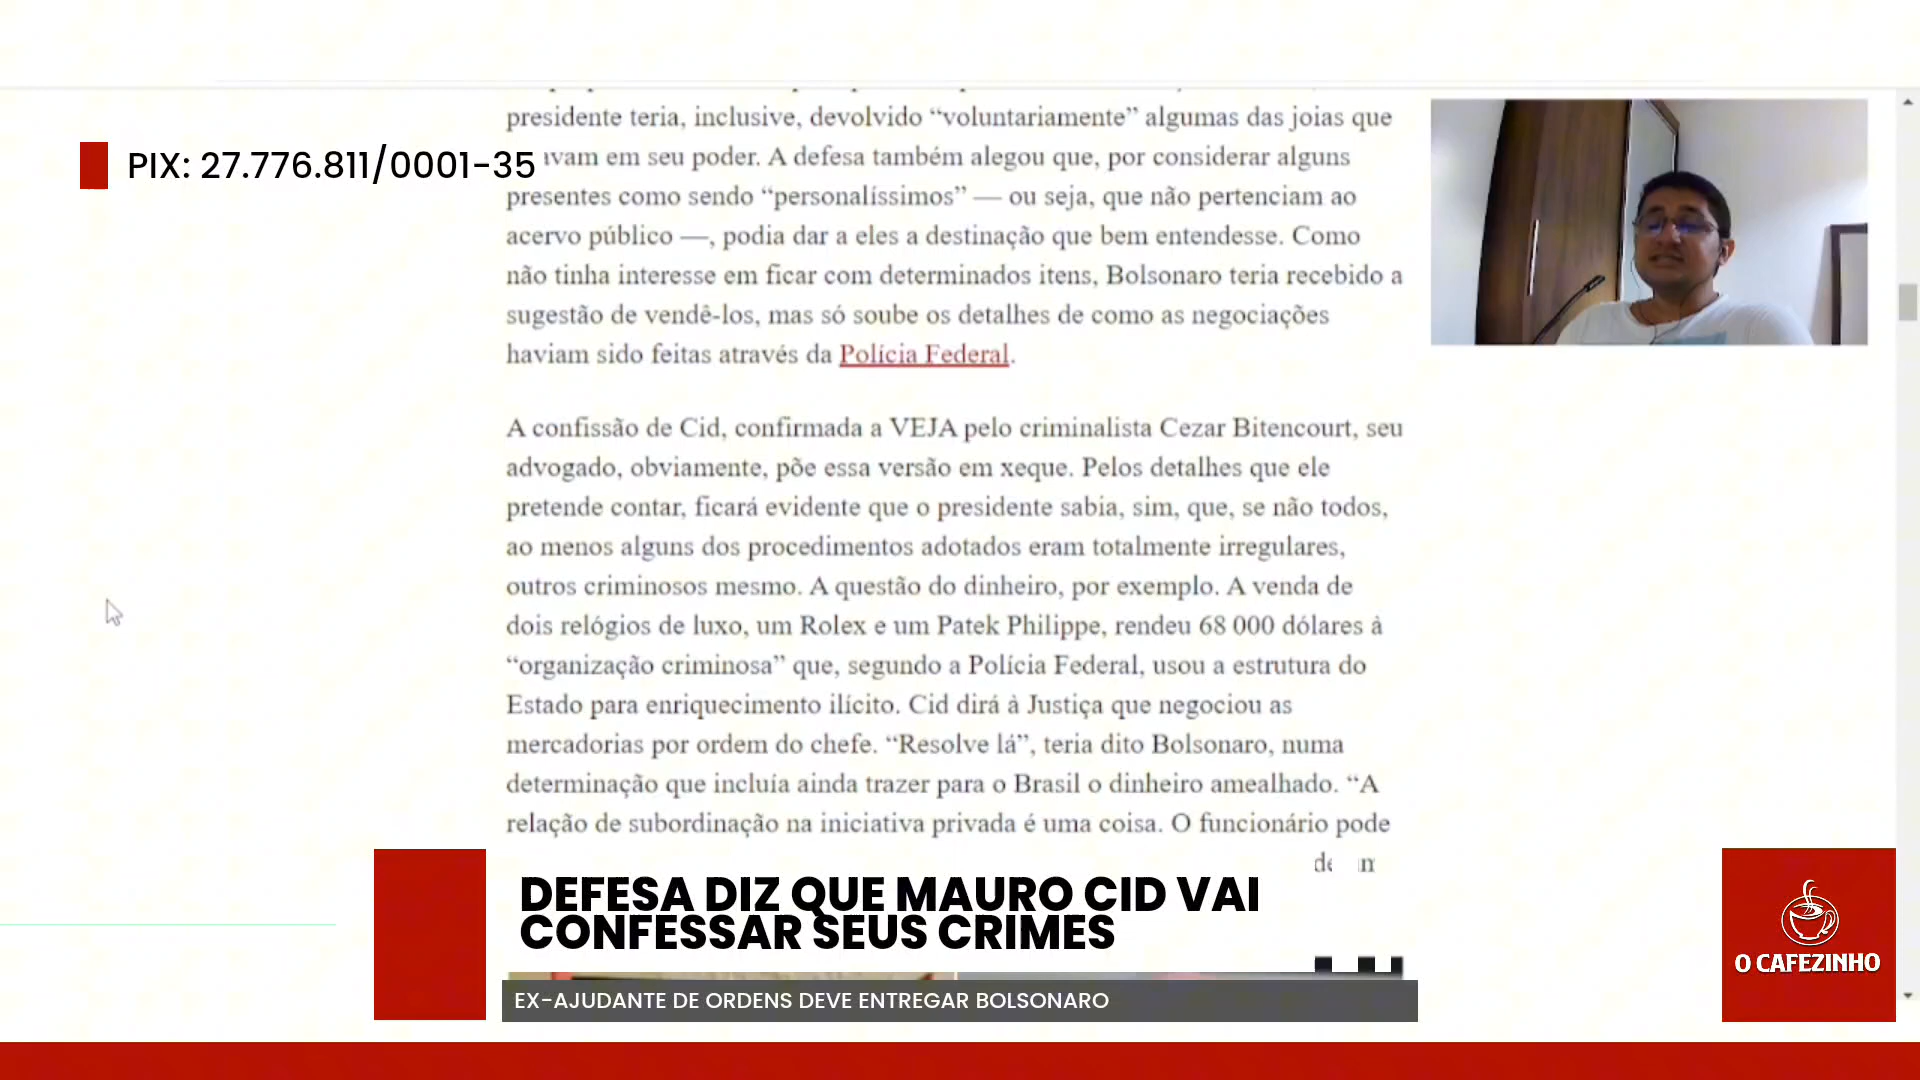 presidente teria, inclusive, devolvido “voluntariamente” algumas das joias que
PIX: 27.776.811/0001-35
avam em seu poder. A defesa também alegou que, por considerar alguns
presentes como sendo “personalíssimos” — ou seja, que não pertenciam ao
acervo público —, podia dar a eles a destinação que bem entendesse. Como
não tinha interesse em ficar com determinados itens, Bolsonaro teria recebido a
sugestão de vendê-los, mas só soube os detalhes de como as negociações
haviam sido feitas através da Polícia Federal.
A confissão de Cid, confirmada a VEJA pelo criminalista Cezar Bitencourt, seu
advogado, obviamente, põe essa versão em xeque. Pelos detalhes que ele
pretende contar, ficará evidente que o presidente sabia, sim, que, se não todos,
ao menos alguns dos procedimentos adotados eram totalmente irregulares,
outros criminosos mesmo. A questão do dinheiro, por exemplo. A venda de
dois relógios de luxo, um Rolex e um Patek Philippe, rendeu 68 000 dólares à
“organização criminosa” que, segundo a Polícia Federal, usou a estrutura do
Estado para enriquecimento ilícito. Cid dirá à Justiça que negociou as
mercadorias por ordem do chefe. “Resolve lá”, teria dito Bolsonaro, numa
determinação que incluía ainda trazer para o Brasil o dinheiro amealhado. “A
relação de subordinação na iniciativa privada é uma coisa. O funcionário pode
DEFESA DIZ QUE MAURO CID VAI
CONFESSAR SEUS CRIMES
EX-AJUDANTE DE ORDENS DEVE ENTREGAR BOLSONARO
O CAFEZINHO